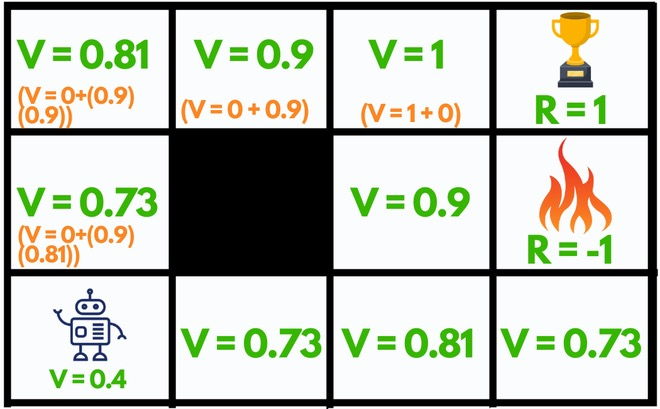 V = 0.81
(V = 0+(0.9)
(0.9))
V = 0.9
(V = 0 + 0.9)
V = 1
(V = 1 + 0)
R = 1
V = 0.73
(V = 0+(0.9)
(0.81))
V = 0.9
R = -1
V = 0.4
V = 0.73
V = 0.81
V = 0.73